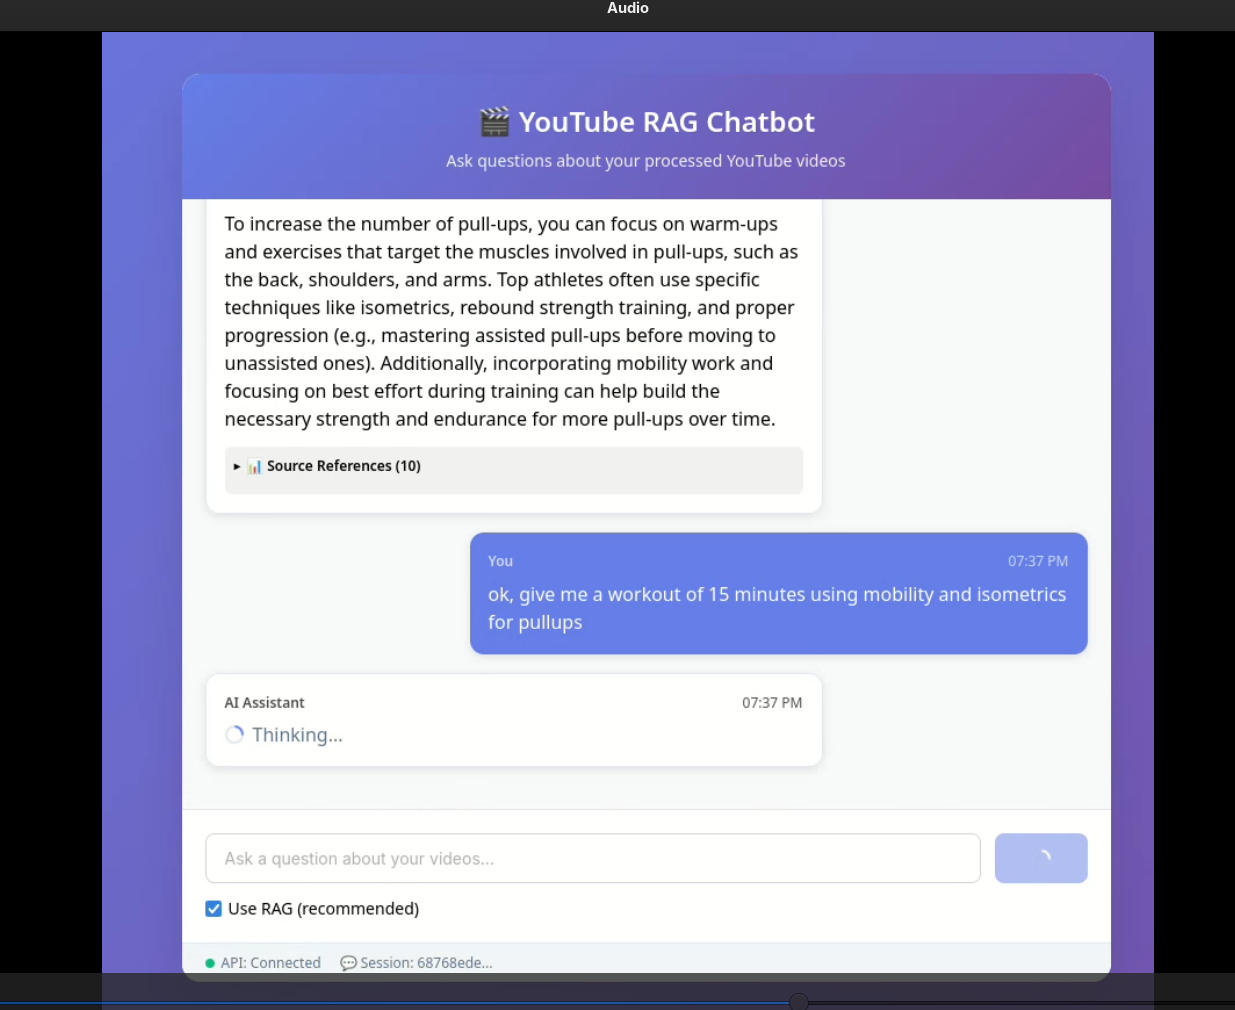 Audio
🎬 YouTube RAG Chatbot
Ask questions about your processed YouTube videos
To increase the number of pull-ups, you can focus on warm-ups
and exercises that target the muscles involved in pull-ups, such as
the back, shoulders, and arms. Top athletes often use specific
techniques like isometrics, rebound strength training, and proper
progression (e.g., mastering assisted pull-ups before moving to
unassisted ones). Additionally, incorporating mobility work and
focusing on best effort during training can help build the
necessary strength and endurance for more pull-ups over time.
▸ 📊 Source References (10)
You 07:37 PM
ok, give me a workout of 15 minutes using mobility and isometrics
for pullups
AI Assistant 07:37 PM
Thinking...
Ask a question about your videos...
Use RAG (recommended)
API: Connected 💬 Session: 68768ede...